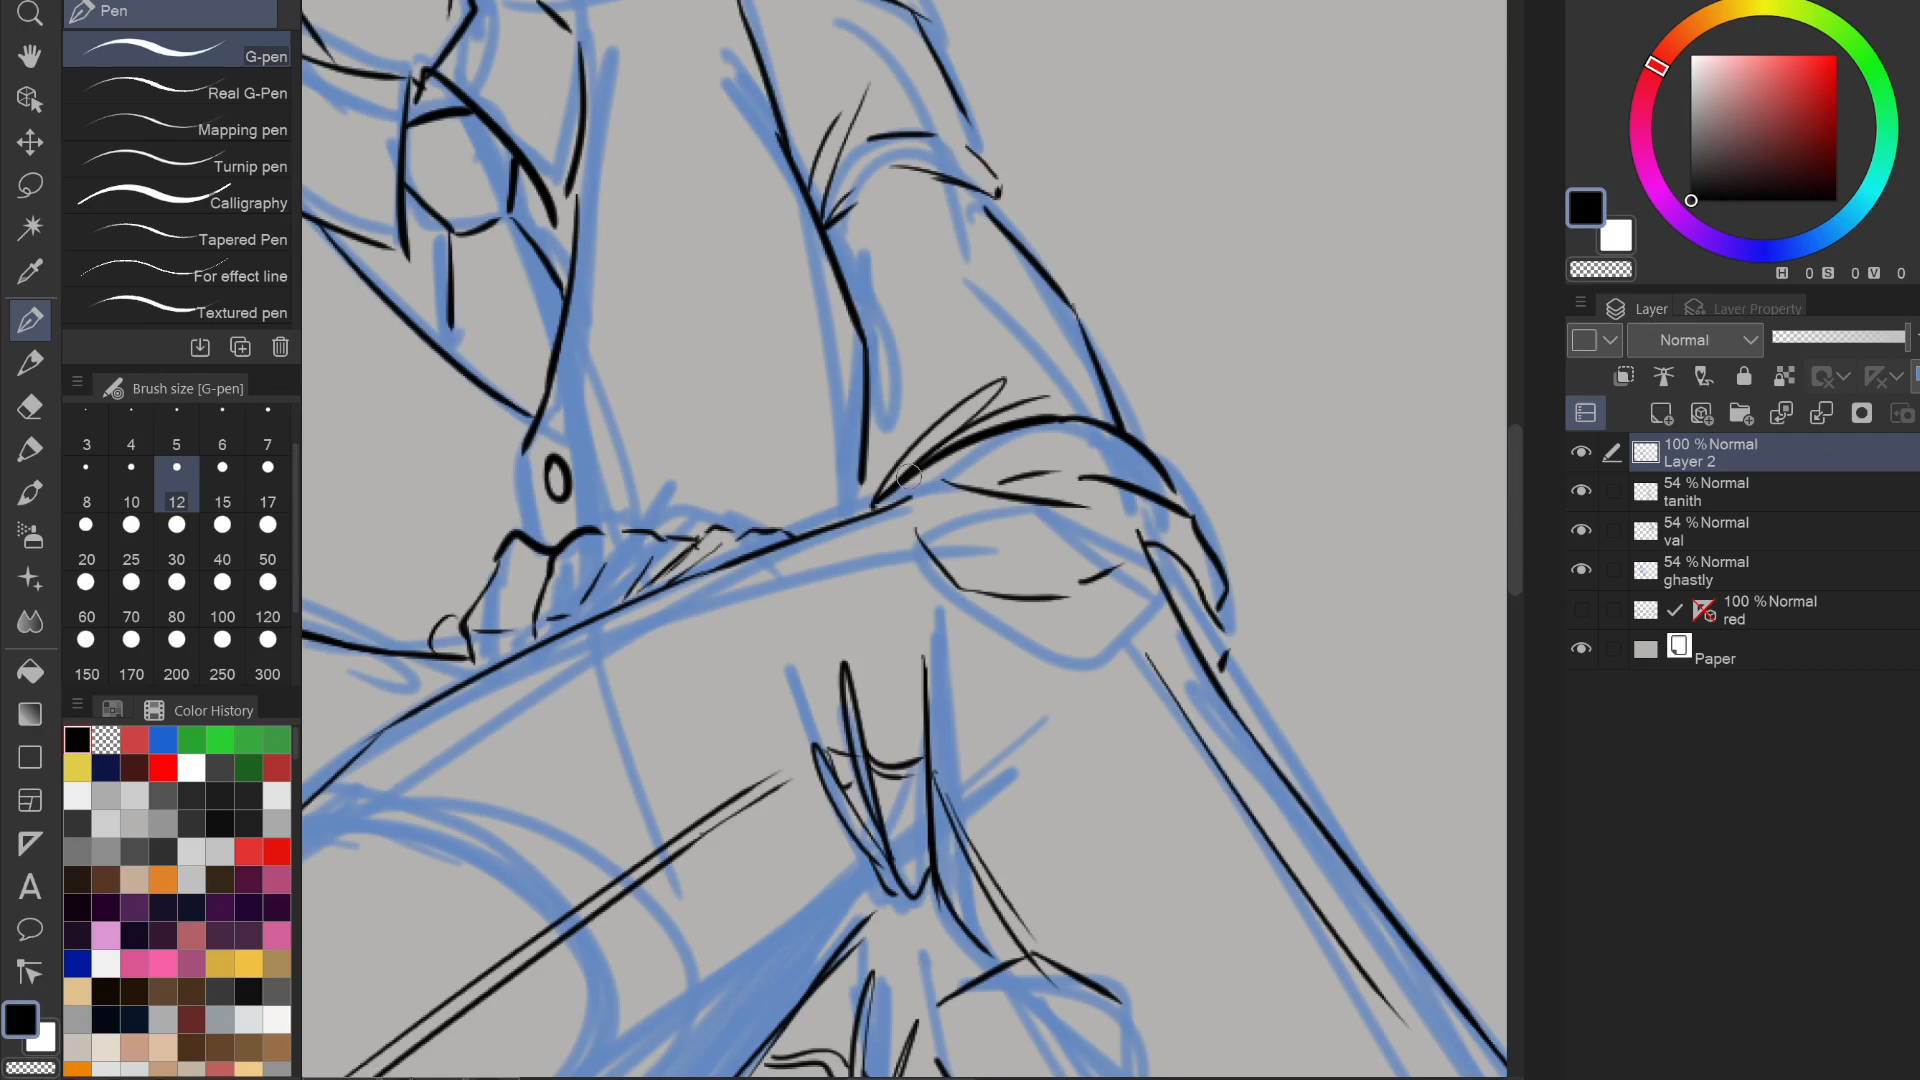 Pen
G-pen
Real G-Pen
Mapping pen
Turnip pen
Calligraphy
Tapered Pen
For effect line
Textured pen
Brush size [G-pen]
3 4 5 6 7
8 10 12 15 17
20 25 30 40 50
60 70 80 100 120
150 170 200 250 300
Color History
H 0 S 0 V 0
Layer Layer Property
Normal
100 % Normal
Layer 2
54 % Normal
tanith
54 % Normal
val
54 % Normal
ghastly
100 % Normal
red
Paper